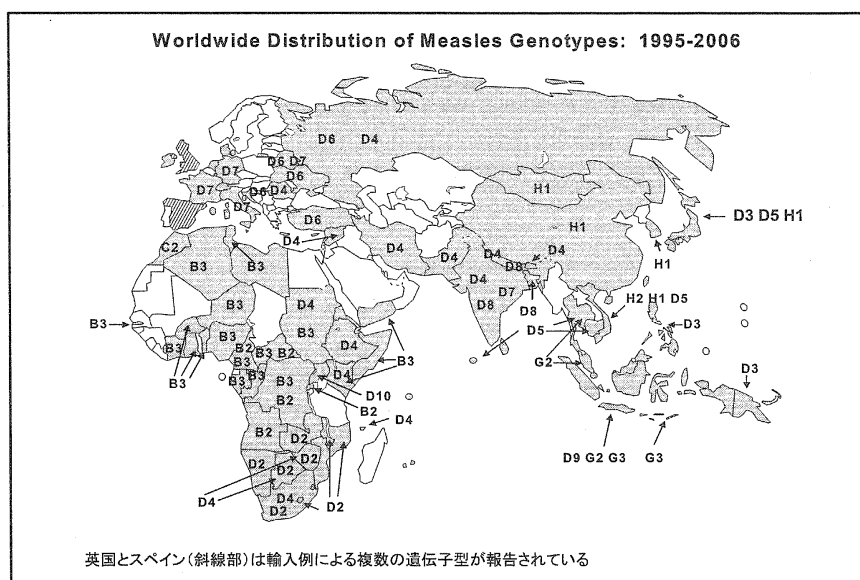 Worldwide Distribution of Measles Genotypes: 1995-2006
D6 D4
D6 D7
D7 D6
D7 D6 D4
D7 D6
H1
H1
D3 D5 H1
H1
C2
B3 B3
D4
D4
D4
D4
D4
D8
D4
D7
D8
D8
H2 H1 D5
D5
D3
G2
D3
D9 G2 G3
G3
B3
B3
D4
B3
B3
B3
B2
B3
B3
B2
D4
B3
B3
B3
B3
B3
B2
D4
D10
B2
D4
B2
D2
D2
D2
D2
D4
D4
D2
D2
英国とスペイン(斜線部)は輸入例による複数の遺伝子型が報告されている